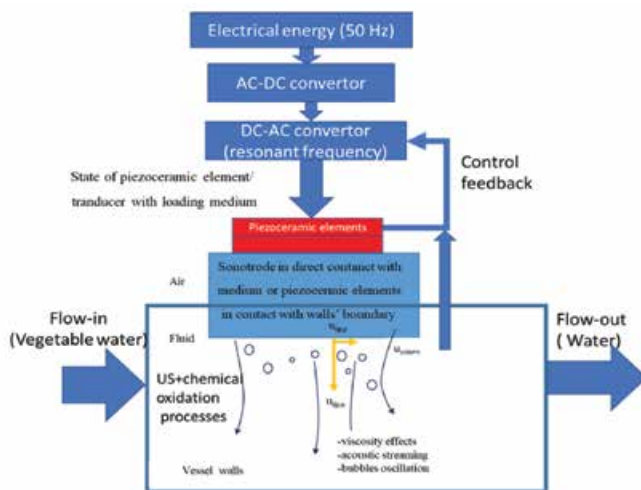 Electrical energy (50 Hz)
AC-DC convertor
DC-AC convertor
(resonant frequency)
State of piezoceramic element/
tranducer with loading medium
Control
feedback
Piezoceramic elements
Sonotrode in direct contanct with
medium or piezoceramic elements
in contact with walls' boundary
Air
Flow-in
(Vegetable water)
Fluid
Flow-out
( Water)
US+chemical
oxidation
processes
-viscosity effects
-acoustic streaming
-bubbles oscillation
Vessel walls